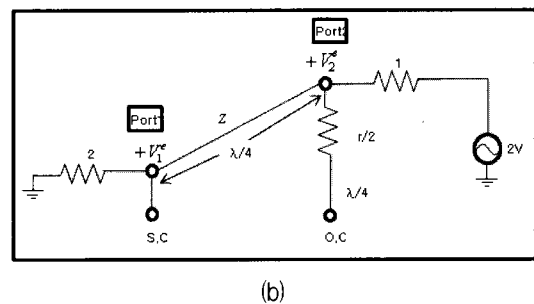 Port2
+V₂ᵉ
1
Port1
Z
+V₁ᵉ
λ/4
r/2
2V
2
λ/4
S,C
O,C
(b)